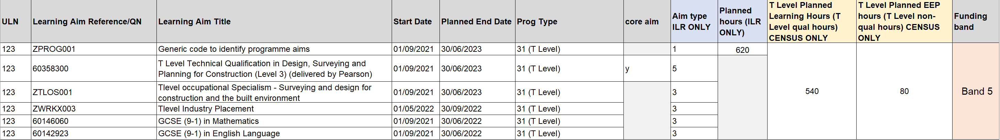 ULN Learning Aim Reference/QN Learning Aim Title Start Date Planned End Date Prog Type core aim
Aim type
ILR ONLY
Planned
hours (ILR
ONLY)
T Level Planned
Learning Hours (T
Level qual hours)
CENSUS ONLY
T Level Planned EEP
hours (T Level non-
qual hours) CENSUS
ONLY
Funding
band
123 ZPROG001 Generic code to identify programme aims 01/09/2021 30/06/2023 31 (T Level) 1 620
123 60358300 T Level Technical Qualification in Design, Surveying and
Planning for Construction (Level 3) (delivered by Pearson) 01/09/2021 30/06/2023 31 (T Level) y 5
123 ZTLOS001 Tlevel occupational Specialism - Surveying and design for
construction and the built environment 01/09/2021 30/06/2023 31 (T Level) 3 540 80 Band 5
123 ZWRKX003 Tlevel Industry Placement 01/05/2022 30/09/2022 31 (T Level) 3
123 60146060 GCSE (9-1) in Mathematics 01/09/2021 30/06/2022 31 (T Level) 3
123 60142923 GCSE (9-1) in English Language 01/09/2021 30/06/2022 31 (T Level) 3